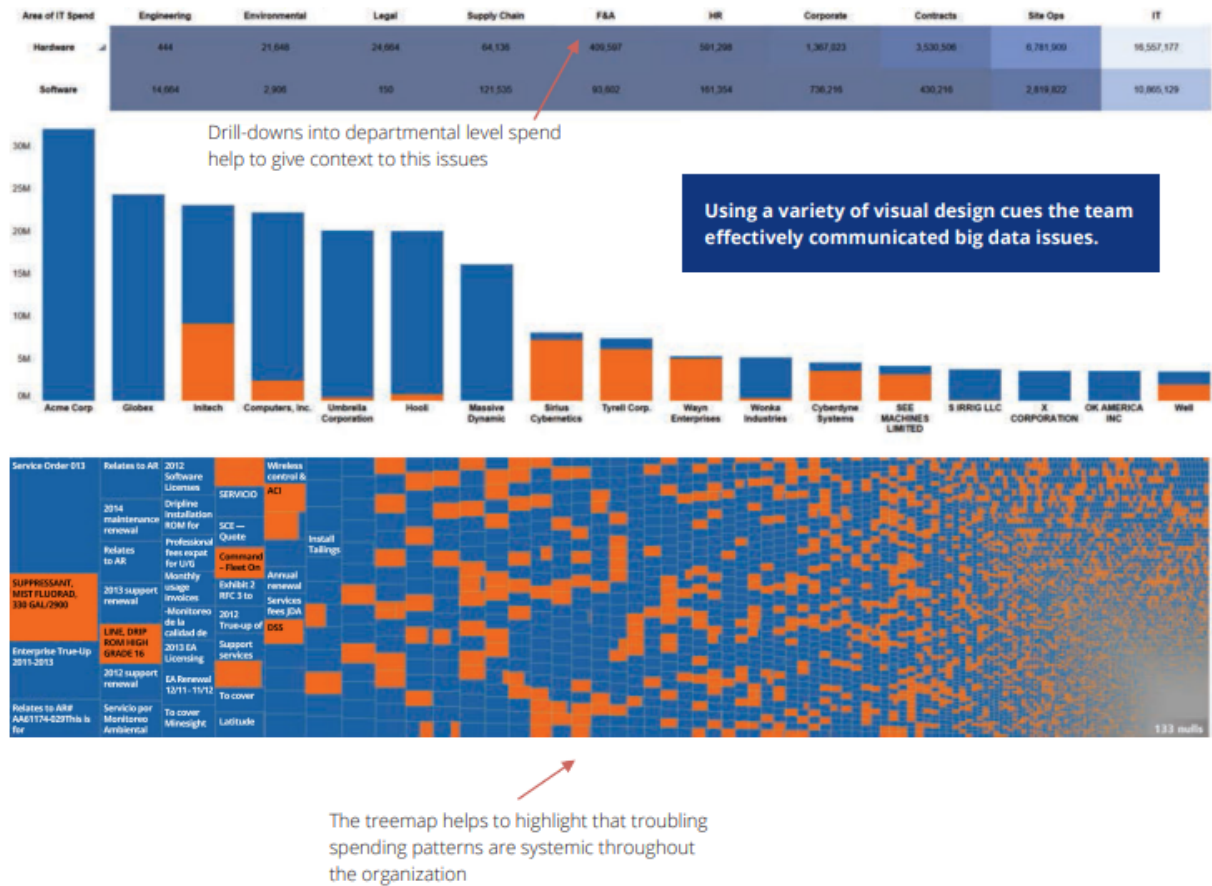 Area of IT Spend Engineering Environmental Legal Supply Chain F&A HR Corporate Contracts Site Ops IT
Hardware 444 21,648 24,664 64,136 409,597 591,298 1,367,023 3,530,506 6,781,900 16,557,177
Software 14,664 2,906 150 121,535 93,602 161,354 736,216 430,216 2,819,822 10,865,129
Drill-downs into departmental level spend
help to give context to this issues
Using a variety of visual design cues the team
effectively communicated big data issues.
30M
25M
20M
15M
10M
5M
0M
Acme Corp
Globex
Initech
Computers, Inc.
Umbrella
Corporation
Hooli
Massive
Dynamic
Sirius
Cybernetics
Tyrell Corp.
Wayn
Enterprises
Wonka
Industries
Cyberdyne
Systems
SEE
MACHINES
LIMITED
S IRRIG LLC
X
CORPORATION
OK AMERICA
INC
Well
Service Order 013
SUPPRESSANT,
MIST FLUORAD,
330 GAL/2900
Enterprise True-Up
2011-2013
Relates to AR#
AA61174-029This is
for
Relates to AR
2014
maintenance
renewal
Relates
to AR
2013 support
renewal
LINE, DRIP
ROM HIGH
GRADE 16
2012 support
renewal
Servicio por
Monitoreo
Ambiental
2012
Software
Licenses
Dripline
Installation
ROM for
Professional
fees expat
for U/G
Monthly
usage
invoices
-Monitoreo
de la
calidad de
2013 EA
Licensing
EA Renewal
12/11-11/12
To cover
Minesight
SERVICIO
SCE —
Quote
Command
– Fleet On
Exhibit 2
RFC 3 to
2012
True-up of
Support
services
To cover
Latitude
Wireless
control &
ACI
Annual
renewal
Services
fees JDA
DSS
Install
Tailings
133 nulls
The treemap helps to highlight that troubling
spending patterns are systemic throughout
the organization